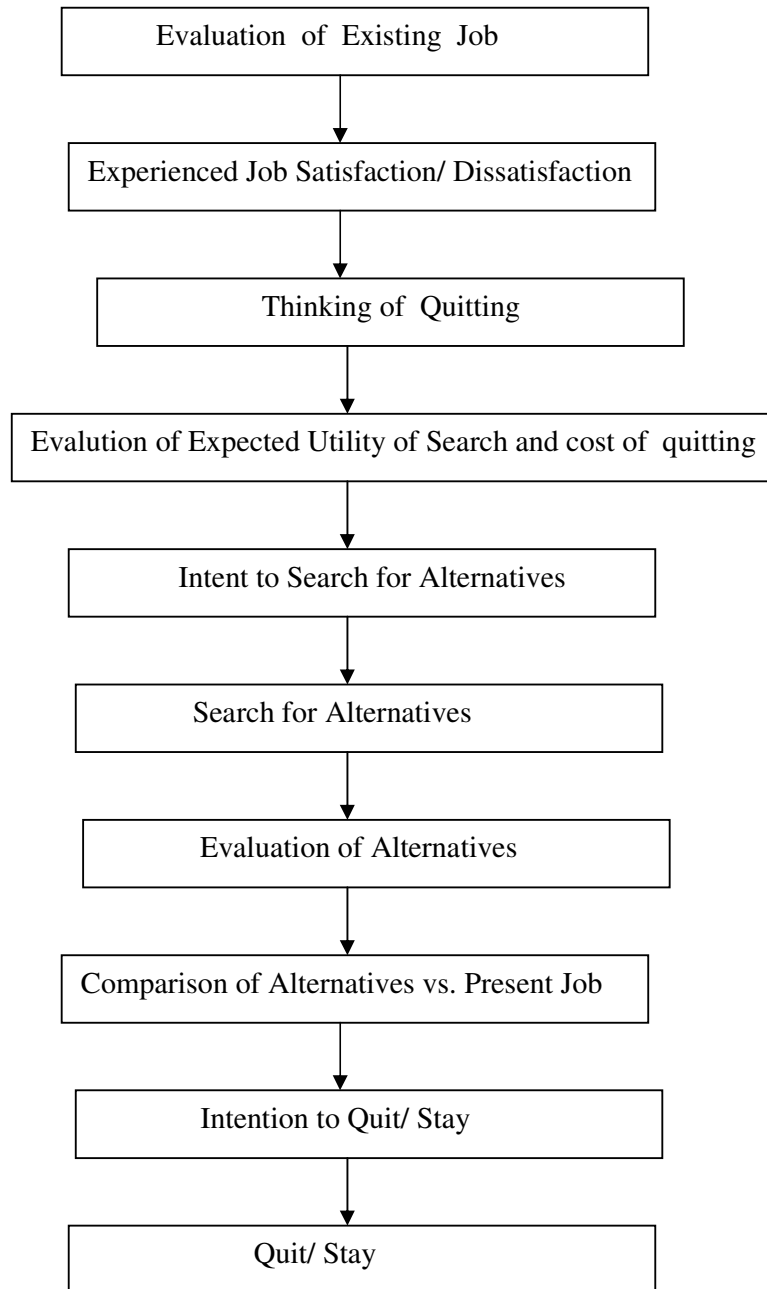 Evaluation of Existing Job
Experienced Job Satisfaction/ Dissatisfaction
Thinking of Quitting
Evalution of Expected Utility of Search and cost of quitting
Intent to Search for Alternatives
Search for Alternatives
Evaluation of Alternatives
Comparison of Alternatives vs. Present Job
Intention to Quit/ Stay
Quit/ Stay